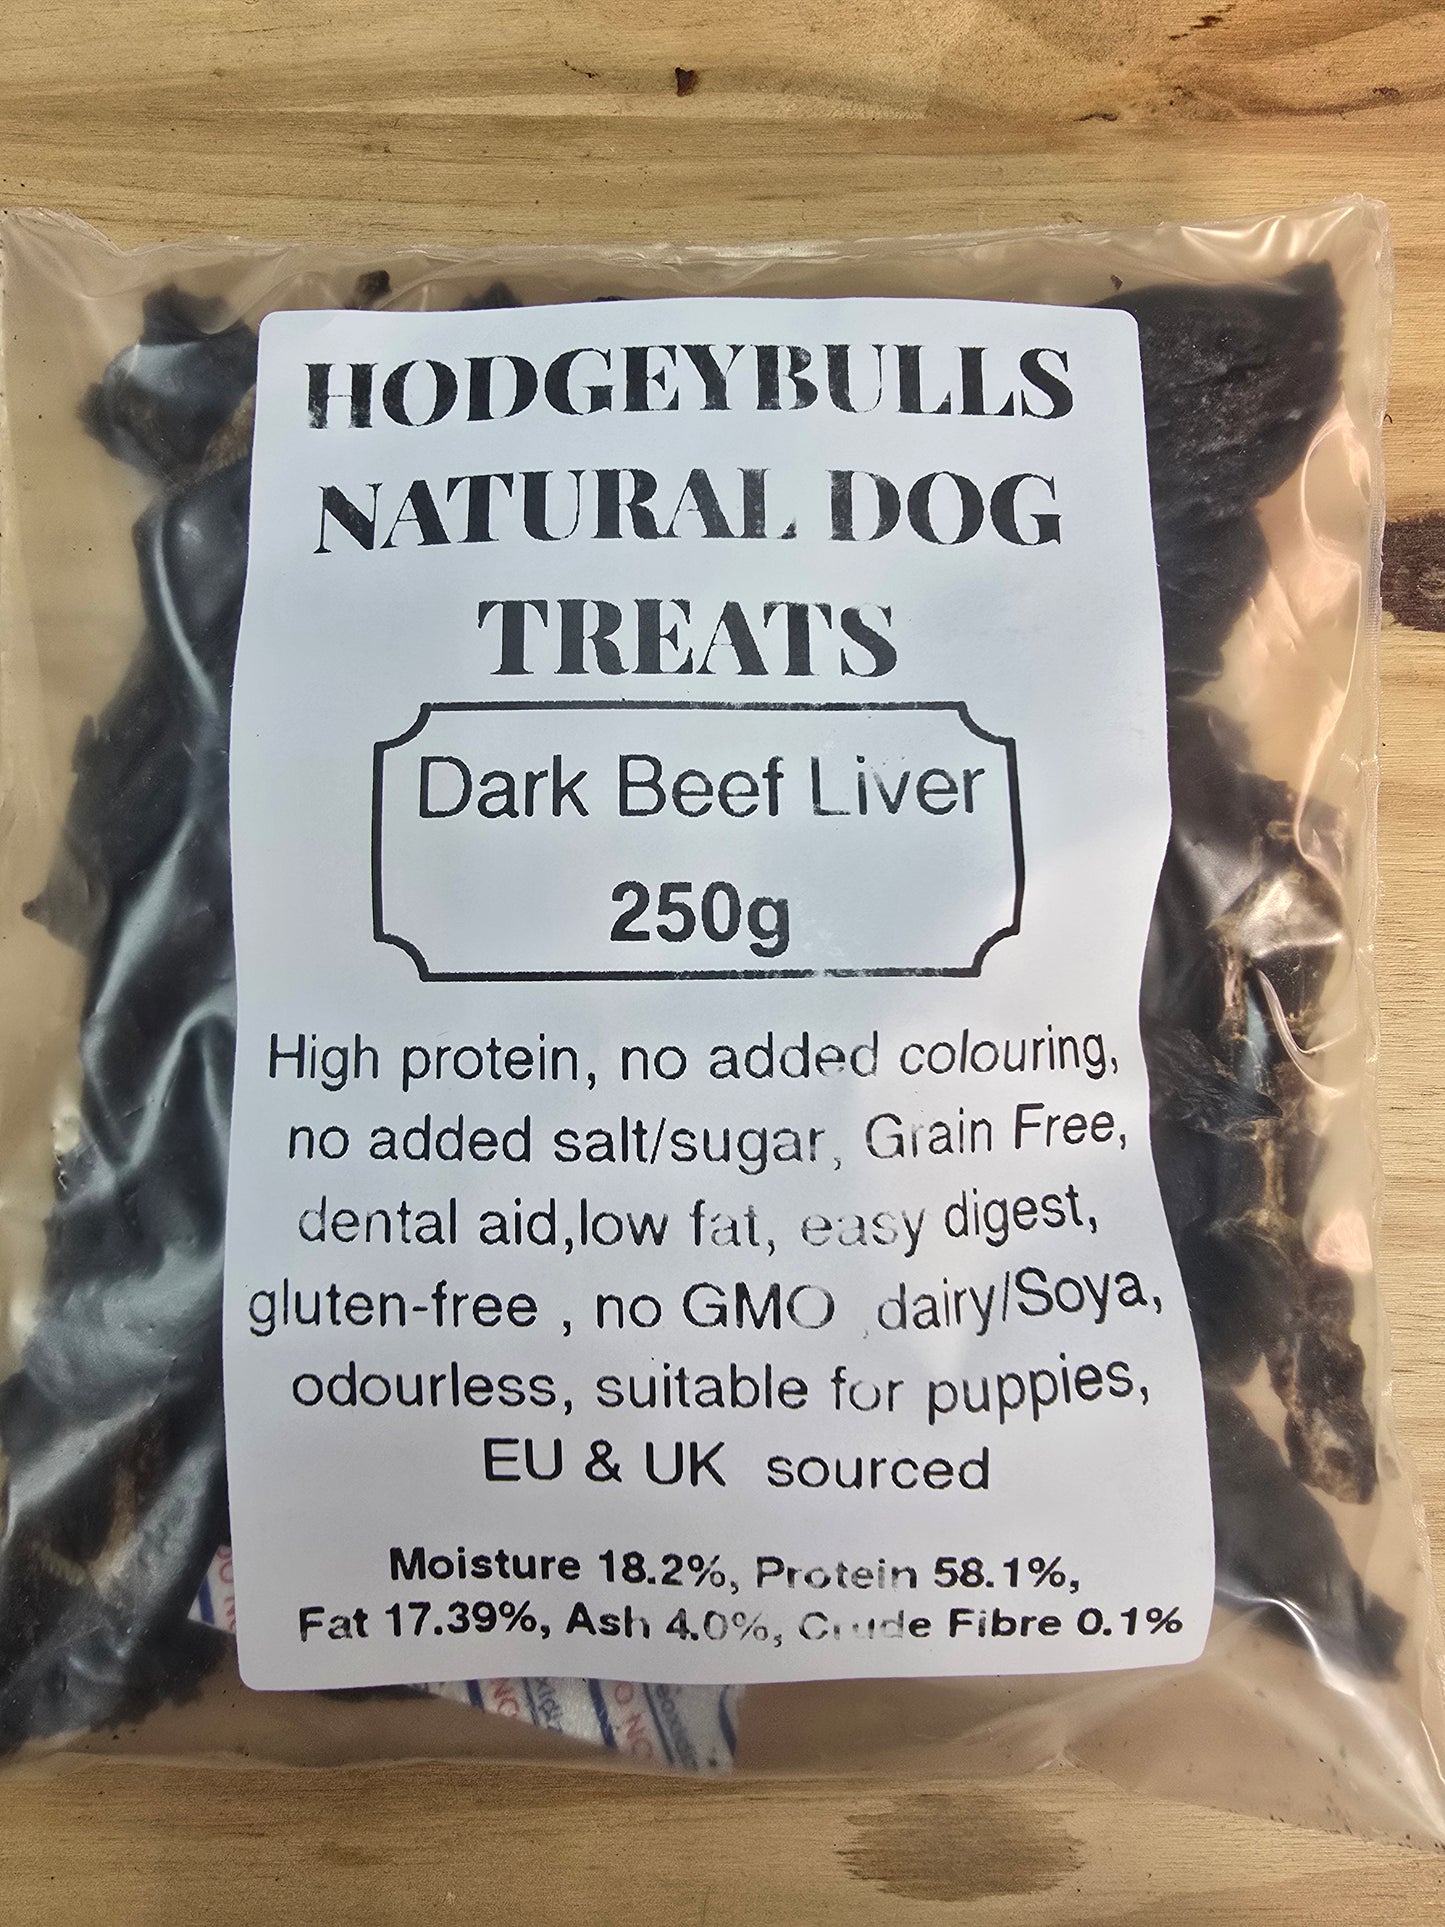 HODGEYBULLS
NATURAL DOG
TREATS
Dark Beef Liver
250g
High protein, no added colouring,
no added salt/sugar, Grain Free,
dental aid,low fat, easy digest,
gluten-free , no GMO ,dairy/Soya,
odourless, suitable for puppies,
EU & UK sourced
Moisture 18.2%, Protein 58.1%,
Fat 17.39%, Ash 4.0%, Crude Fibre 0.1%